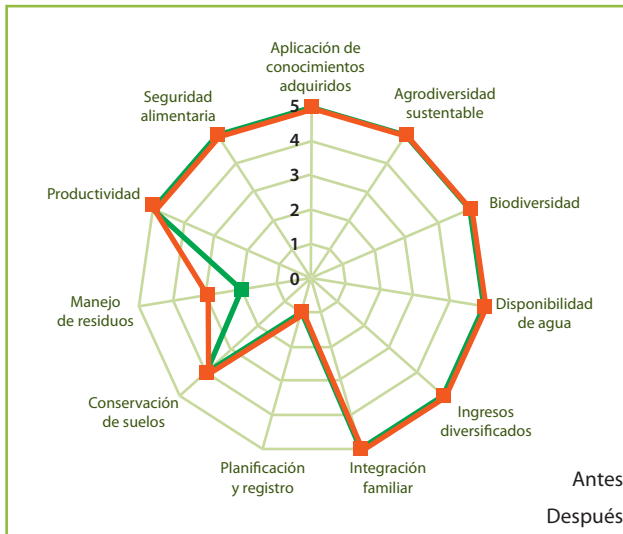 Aplicación de
conocimientos
adquiridos
Agrodiversidad
sustentable
Biodiversidad
Disponibilidad
de agua
Ingresos
diversificados
Integración
familiar
Planificación
y registro
Conservación
de suelos
Manejo
de residuos
Productividad
Seguridad
alimentaria
5
4
3
2
1
0
Antes
Después